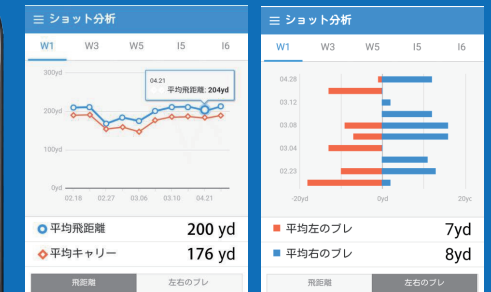 三 ショット分析
W1 W3 W5 I5 I6
300yd
200yd
100yd
0yd
04.21
平均飛距離: 204yd
02.18 02.27 03.06 03.10 04.21
平均飛距離 200 yd
平均キャリー 176 yd
飛距離 左右のブレ
三 ショット分析
W1 W3 W5 I5 I6
04.28
03.12
03.08
03.04
02.23
-20yd 0yd 20yc
平均左のブレ 7yd
平均右のブレ 8yd
飛距離 左右のブレ